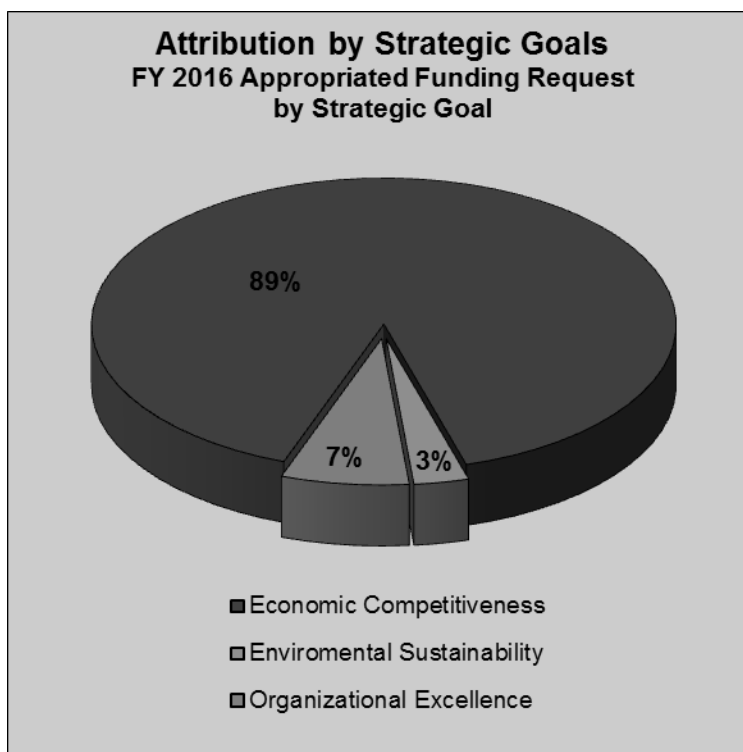 Attribution by Strategic Goals
FY 2016 Appropriated Funding Request
by Strategic Goal
89%
7%
3%
Economic Competitiveness
Enviromental Sustainability
Organizational Excellence